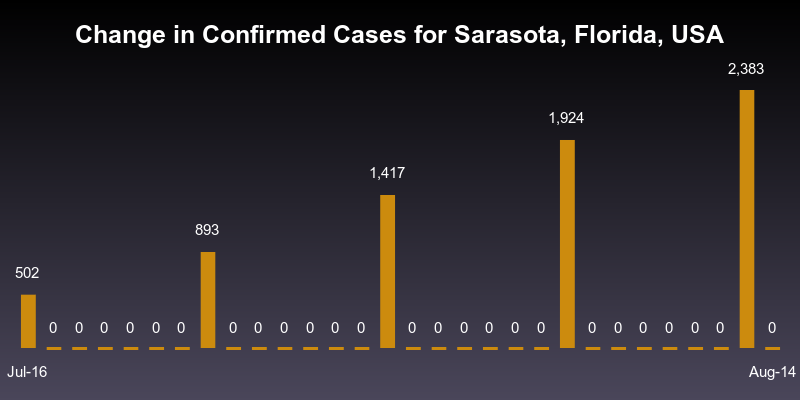 Change in Confirmed Cases for Sarasota, Florida, USA
2,383
1,924
1,417
893
502
0 0 0 0 0 0 0 0 0 0 0 0 0 0 0 0 0 0 0 0 0 0 0 0 0
Jul-16 Aug-14